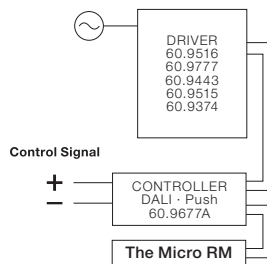 DRIVER
60.9516
60.9777
60.9443
60.9515
60.9374
Control Signal
+
−
CONTROLLER
DALI · Push
60.9677A
The Micro RM